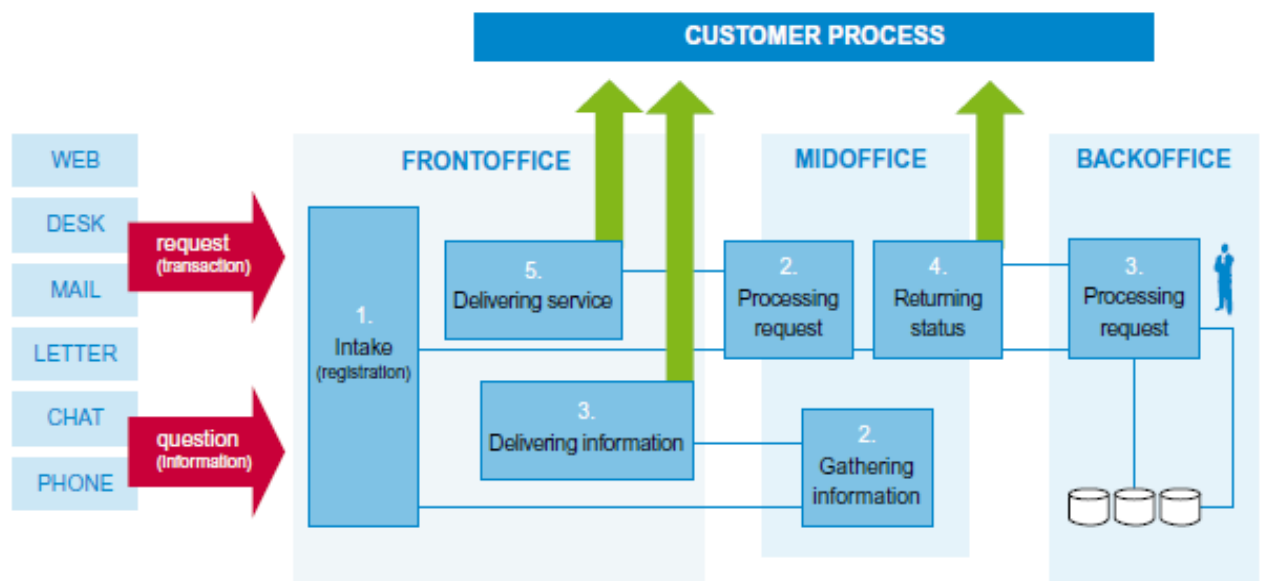 CUSTOMER PROCESS
WEB
DESK
MAIL
LETTER
CHAT
PHONE
request
(transaction)
question
(Information)
FRONTOFFICE
1.
Intake
(registration)
5.
Delivering service
3.
Delivering information
MIDOFFICE
2.
Processing
request
4.
Returning
status
2.
Gathering
information
BACKOFFICE
3.
Processing
request